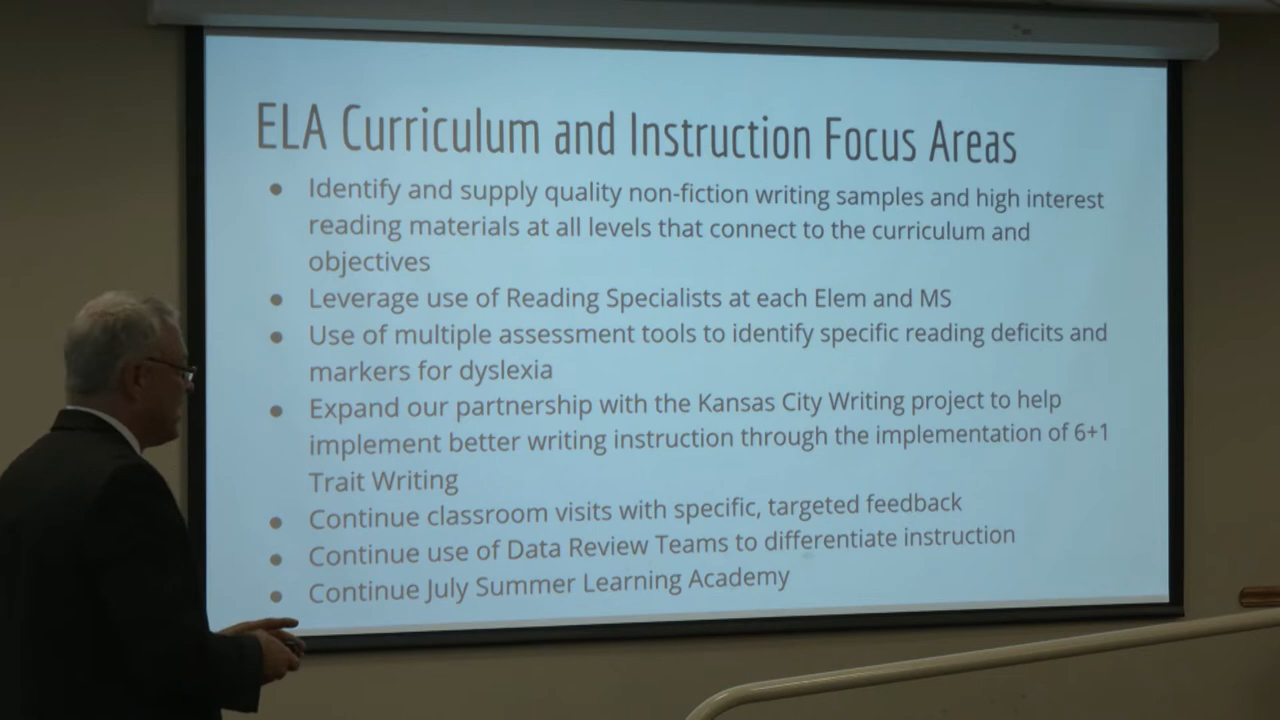 ELA Curriculum and Instruction Focus Areas
● Identify and supply quality non-fiction writing samples and high interest
reading materials at all levels that connect to the curriculum and
objectives
● Leverage use of Reading Specialists at each Elem and MS
● Use of multiple assessment tools to identify specific reading deficits and
markers for dyslexia
● Expand our partnership with the Kansas City Writing project to help
implement better writing instruction through the implementation of 6+1
Trait Writing
● Continue classroom visits with specific, targeted feedback
● Continue use of Data Review Teams to differentiate instruction
● Continue July Summer Learning Academy